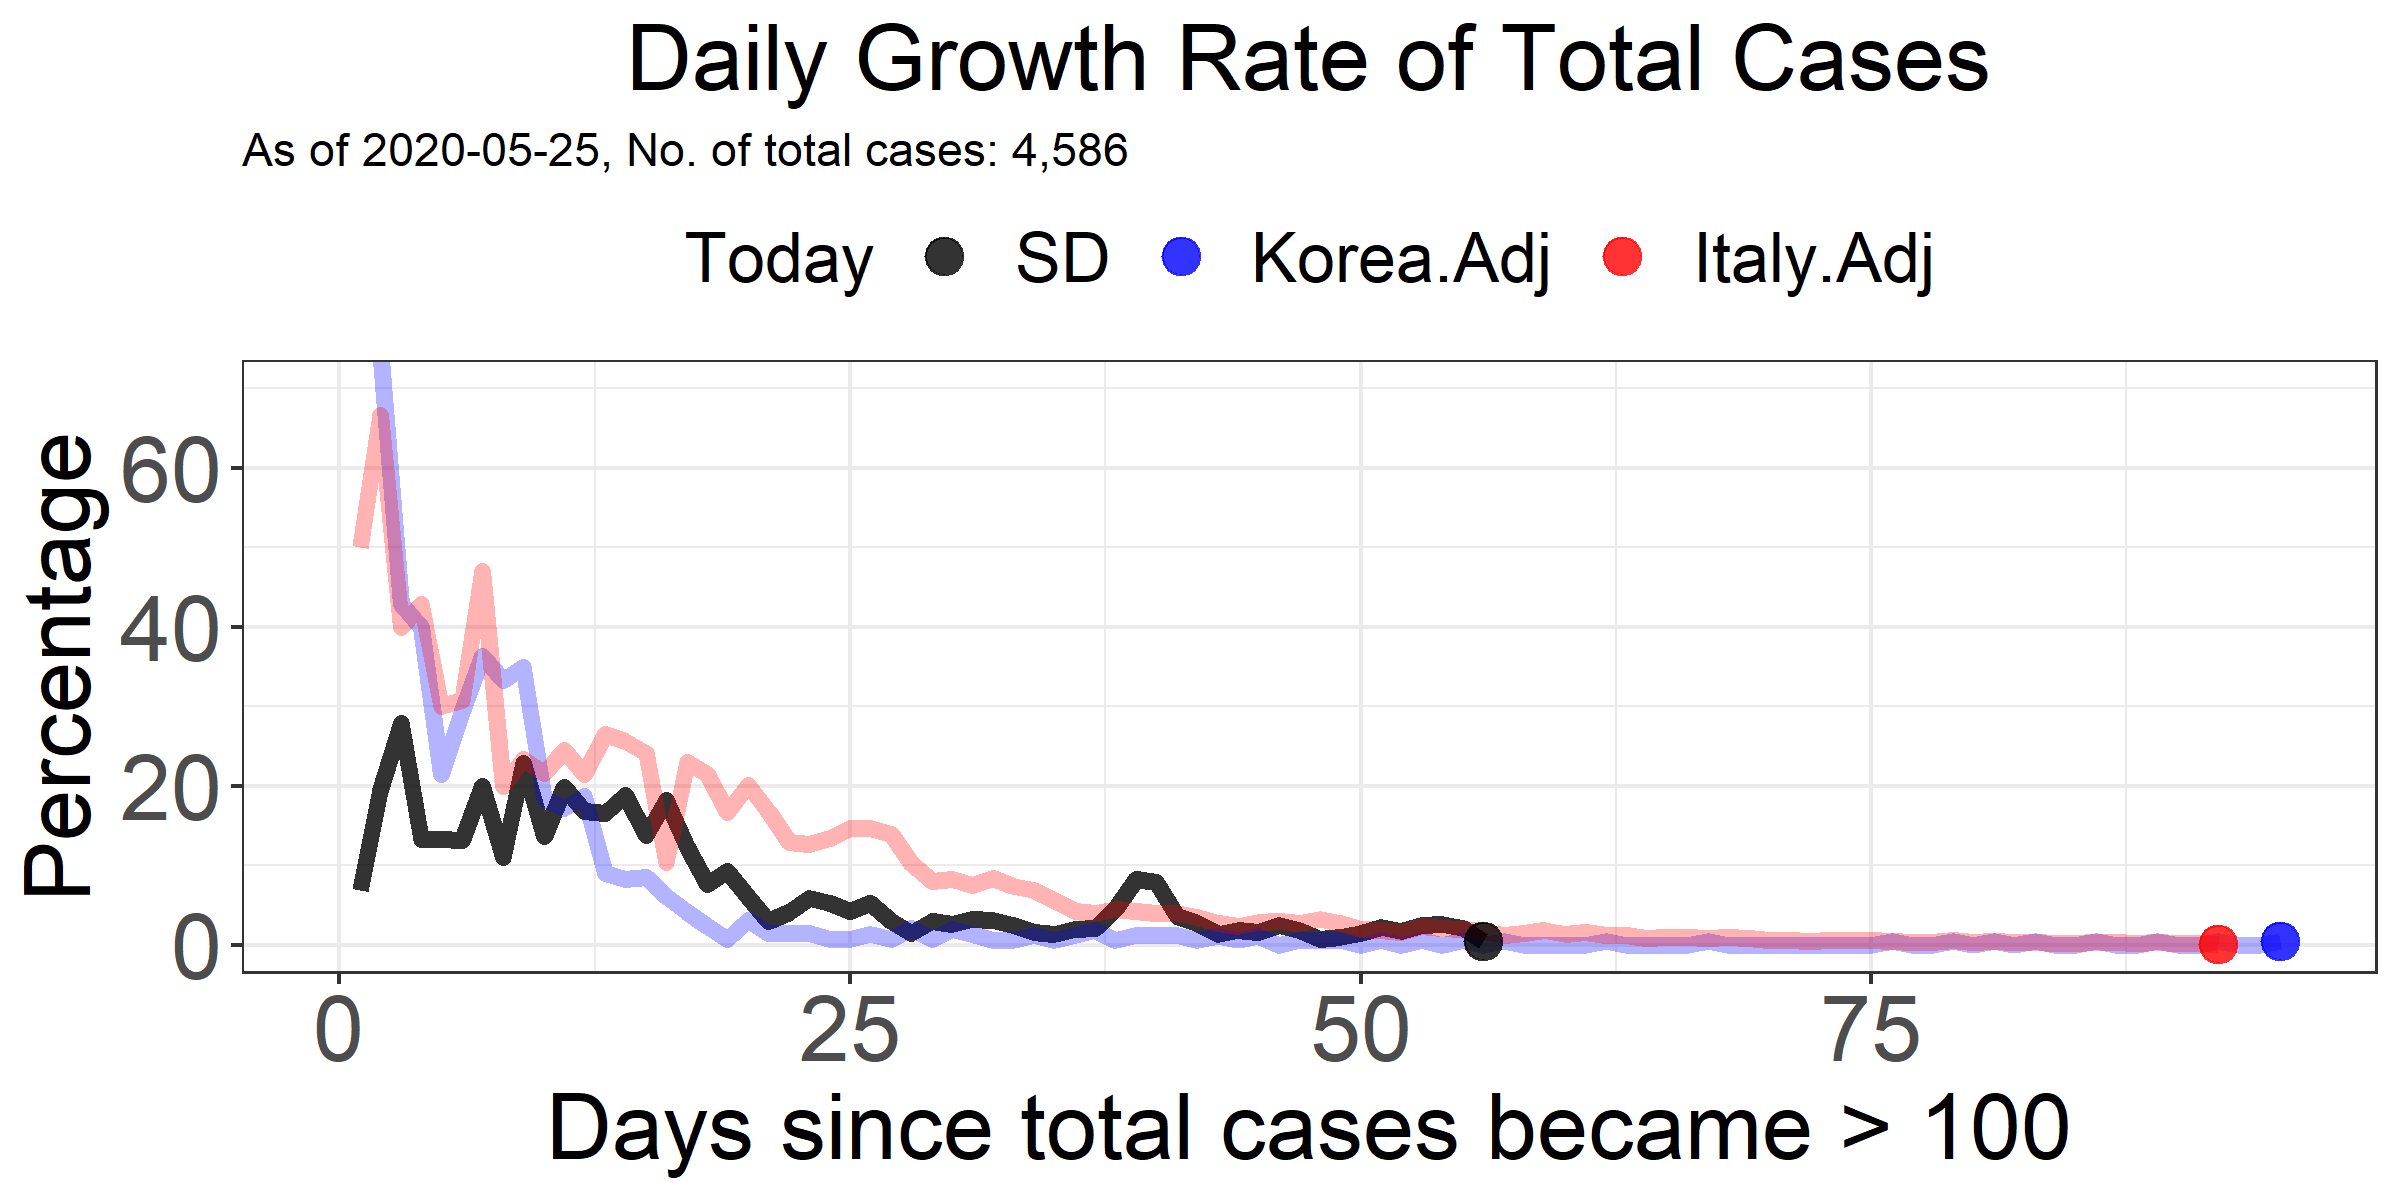 Daily Growth Rate of Total Cases
As of 2020-05-25, No. of total cases: 4,586
Today SD Korea.Adj Italy.Adj
Percentage
60
40
20
0
0 25 50 75
Days since total cases became > 100